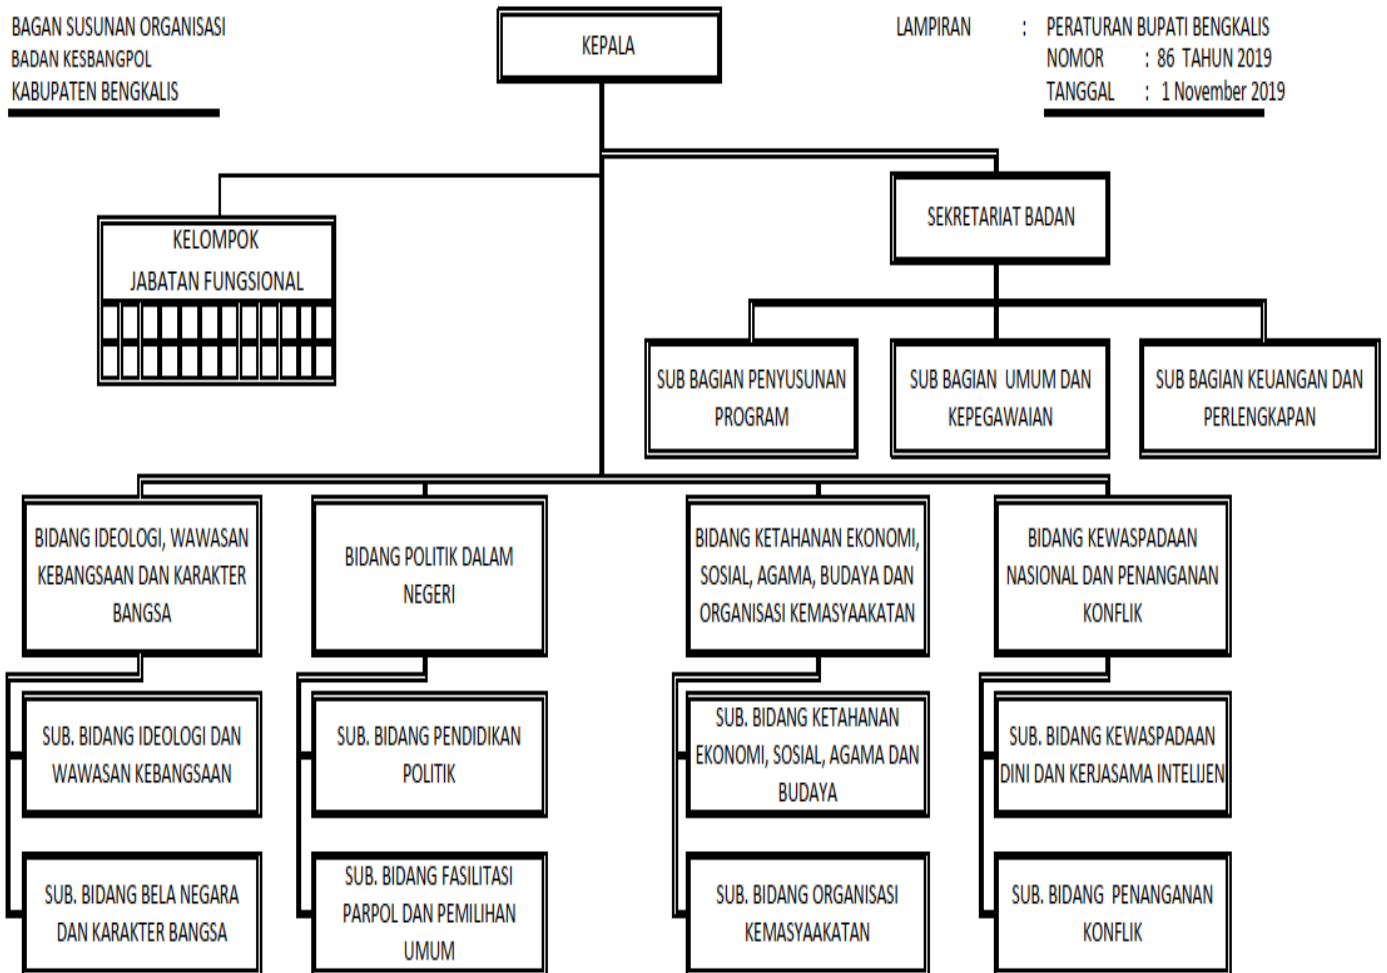 BAGAN SUSUNAN ORGANISASI
BADAN KESBANGPOL
KABUPATEN BENGKALIS
KEPALA
LAMPIRAN : PERATURAN BUPATI BENGKALIS
NOMOR : 86 TAHUN 2019
TANGGAL : 1 November 2019
KELOMPOK
JABATAN FUNGSIONAL
SEKRETARIAT BADAN
SUB BAGIAN PENYUSUNAN
PROGRAM
SUB BAGIAN UMUM DAN
KEPEGAWAIAN
SUB BAGIAN KEUANGAN DAN
PERLENGKAPAN
BIDANG IDEOLOGI, WAWASAN
KEBANGSAAN DAN KARAKTER
BANGSA
BIDANG POLITIK DALAM
NEGERI
BIDANG KETAHANAN EKONOMI,
SOSIAL, AGAMA, BUDAYA DAN
ORGANISASI KEMASYAAKATAN
BIDANG KEWASPADAAN
NASIONAL DAN PENANGANAN
KONFLIK
SUB. BIDANG IDEOLOGI DAN
WAWASAN KEBANGSAAN
SUB. BIDANG PENDIDIKAN
POLITIK
SUB. BIDANG KETAHANAN
EKONOMI, SOSIAL, AGAMA DAN
BUDAYA
SUB. BIDANG KEWASPADAAN
DINI DAN KERJASAMA INTELIJEN
SUB. BIDANG BELA NEGARA
DAN KARAKTER BANGSA
SUB. BIDANG FASILITASI
PARPOL DAN PEMILIHAN
UMUM
SUB. BIDANG ORGANISASI
KEMASYAAKATAN
SUB. BIDANG PENANGANAN
KONFLIK